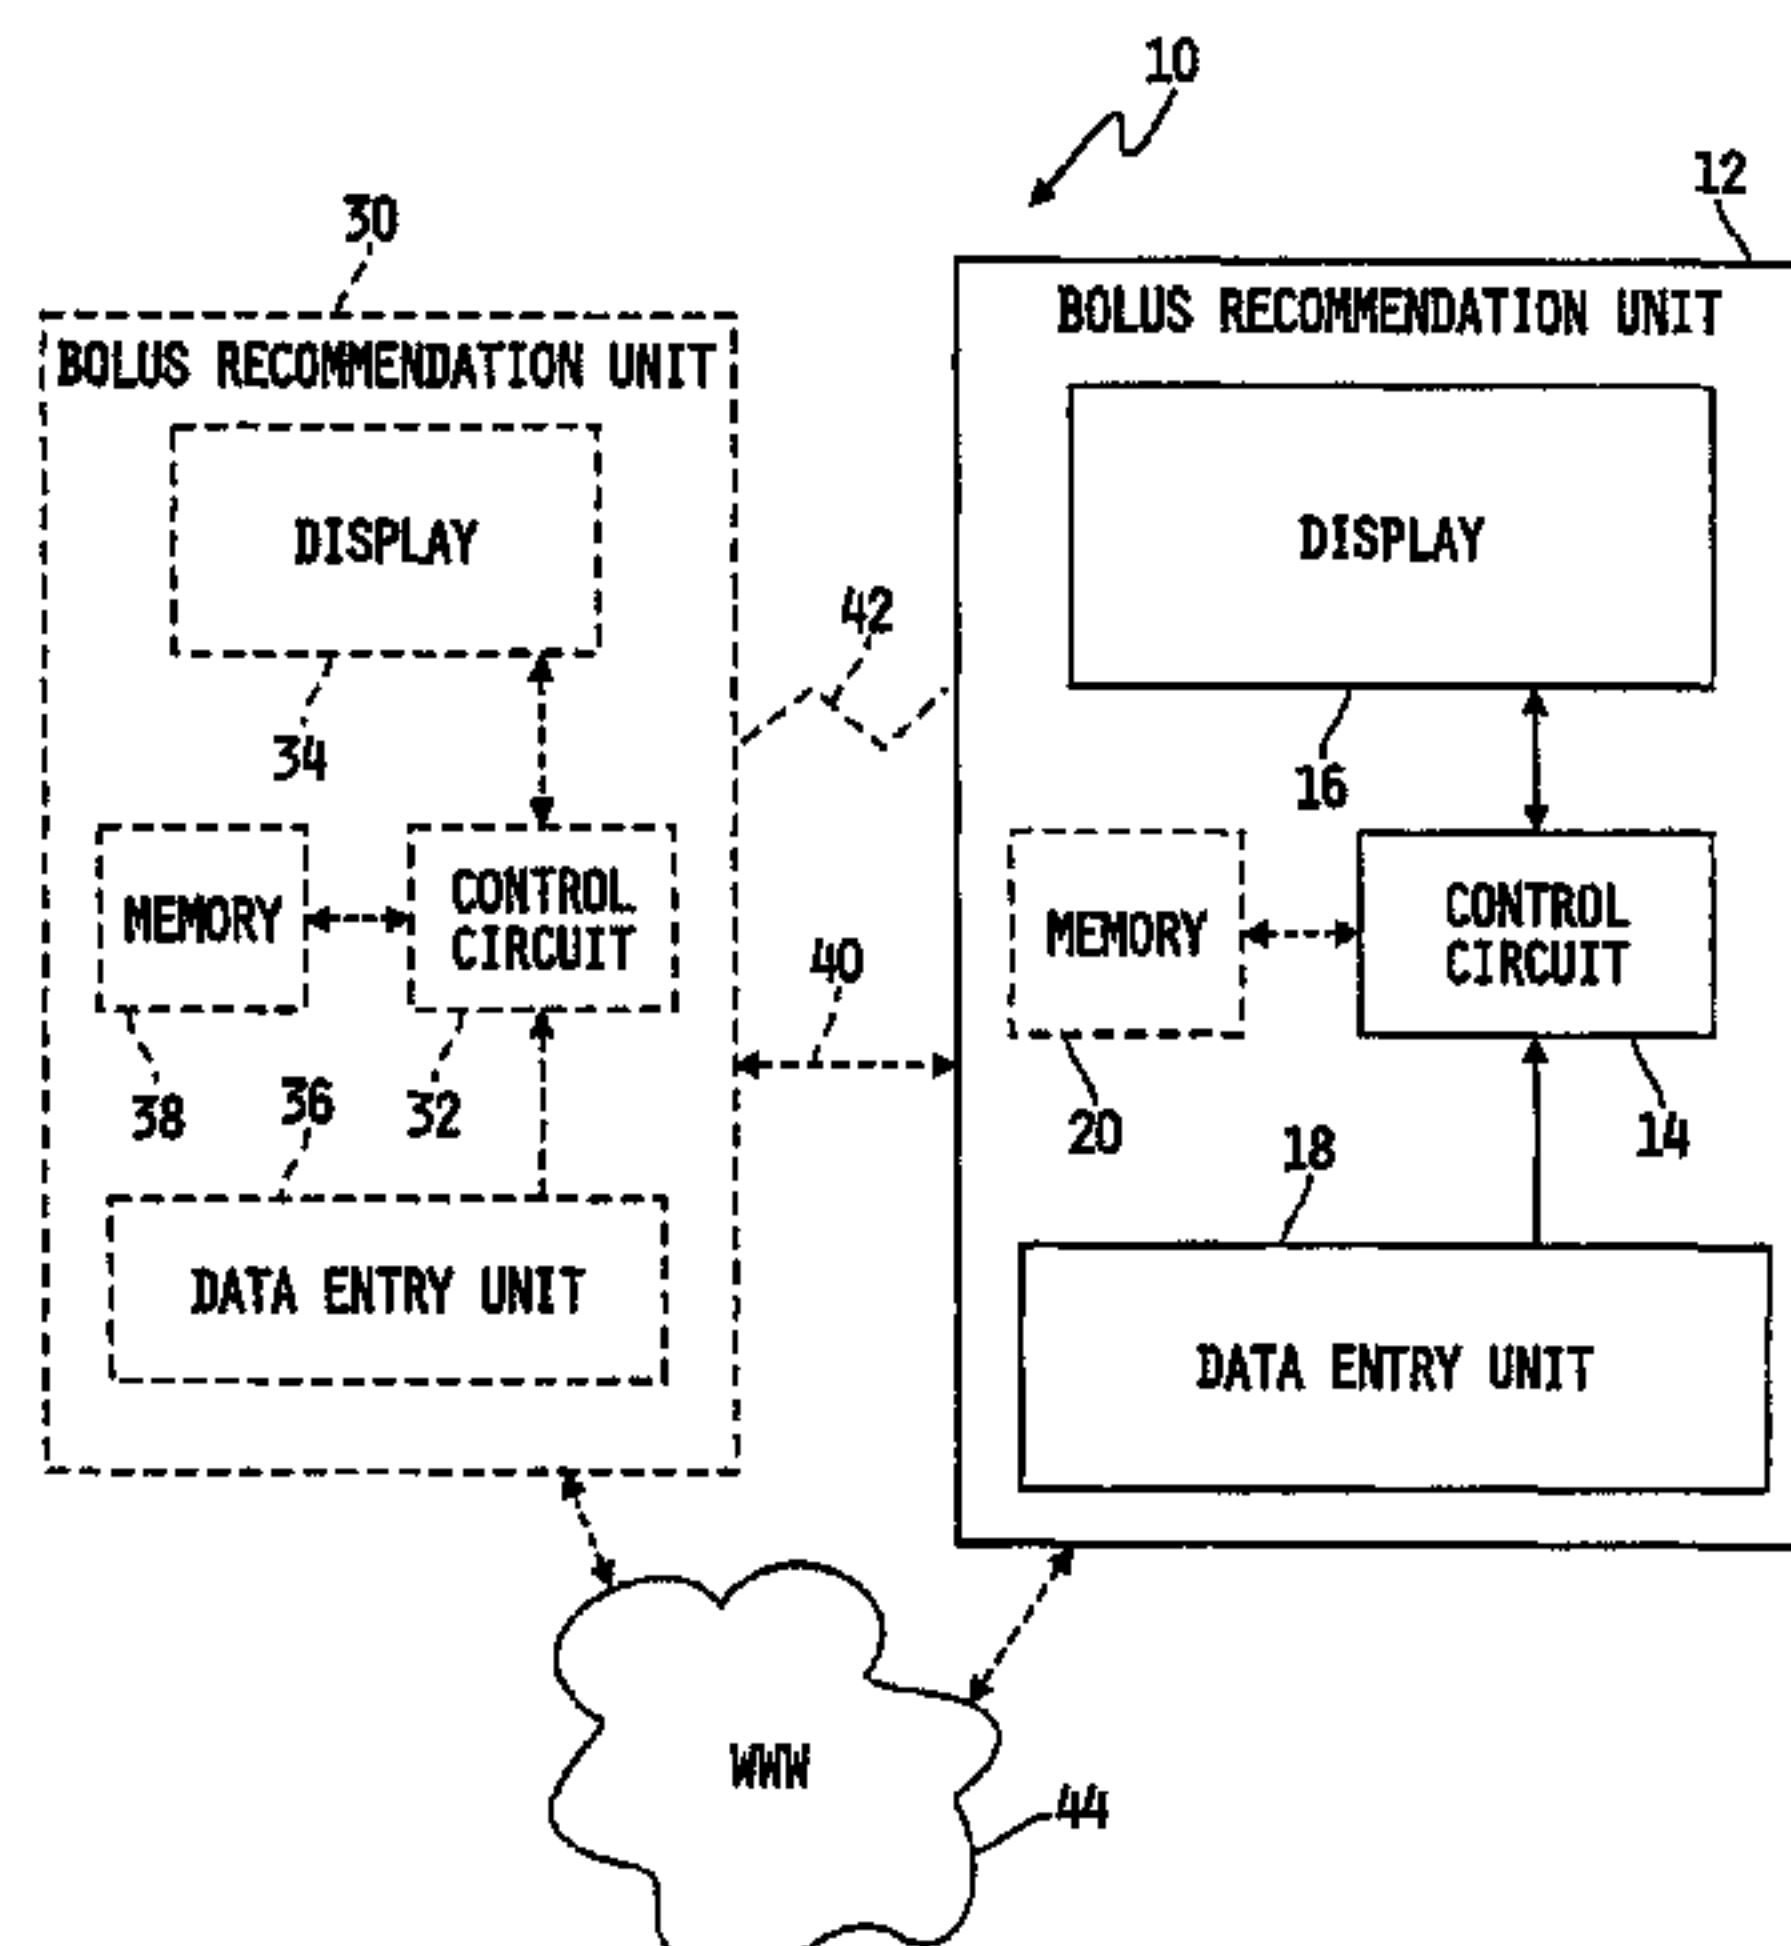 10
12
30
BOLUS RECOMMENDATION UNIT
BOLUS RECOMMENDATION UNIT
DISPLAY
DISPLAY
42
34
16
MEMORY
CONTROL
CIRCUIT
MEMORY
CONTROL
CIRCUIT
40
38
36
32
20
18
14
DATA ENTRY UNIT
DATA ENTRY UNIT
WWW
44